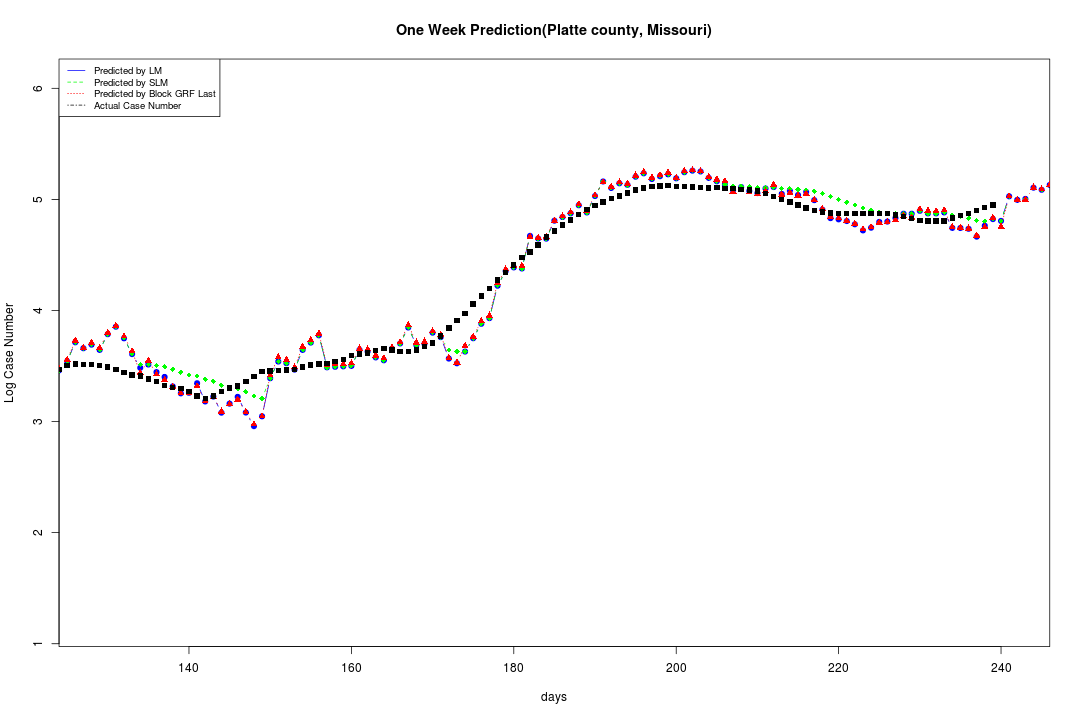 One Week Prediction(Platte county, Missouri)
Predicted by LM
Predicted by SLM
Predicted by Block GRF Last
Actual Case Number
6
5
4
3
2
1
Log Case Number
140 160 180 200 220 240
days